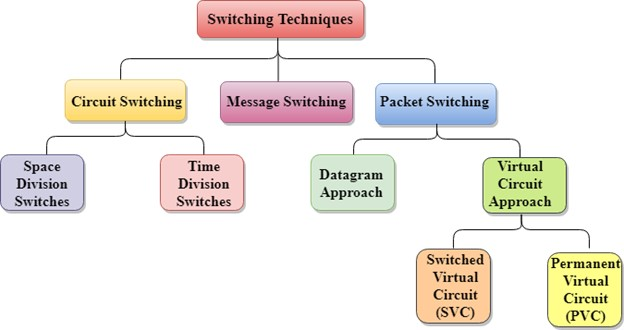 Switching Techniques
Circuit Switching
Message Switching
Packet Switching
Space
Division
Switches
Time
Division
Switches
Datagram
Approach
Virtual
Circuit
Approach
Switched
Virtual
Circuit
(SVC)
Permanent
Virtual
Circuit
(PVC)